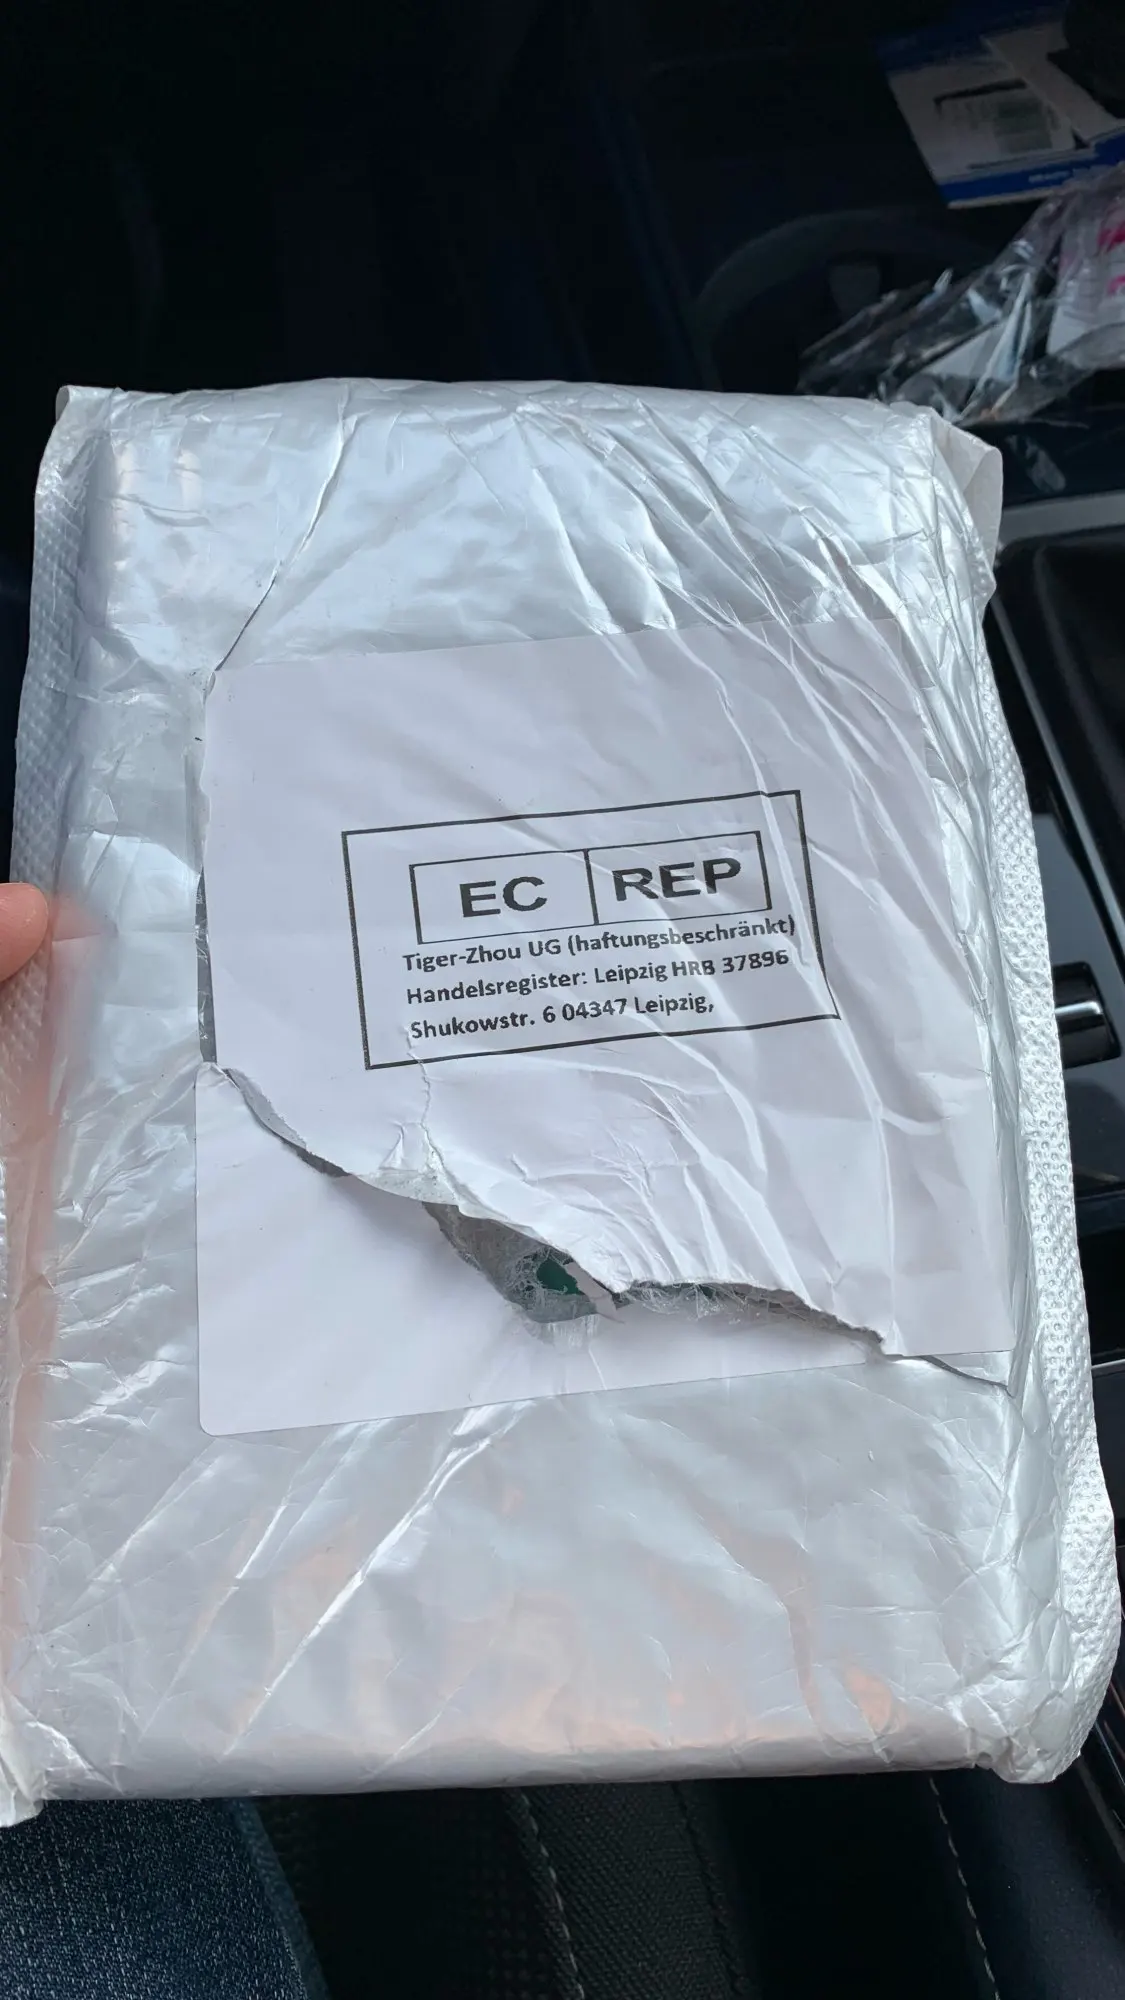 EC REP
Tiger-Zhou UG (haftungsbeschränkt)
Handelsregister: Leipzig HRB 37896
Shukowstr. 6 04347 Leipzig,